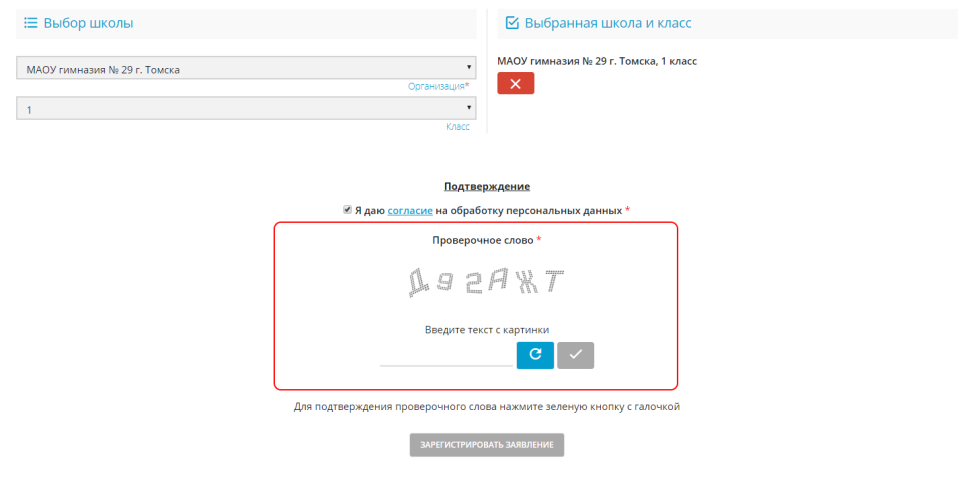 Выбор школы
МАОУ гимназия № 29 г. Томска
Организация*
1
Класс
Выбранная школа и класс
МАОУ гимназия № 29 г. Томска, 1 класс
Подтверждение
Я даю согласие на обработку персональных данных *
Проверочное слово *
Д92АЖТ
Введите текст с картинки
Для подтверждения проверочного слова нажмите зеленую кнопку с галочкой
ЗАРЕГИСТРИРОВАТЬ ЗАЯВЛЕНИЕ